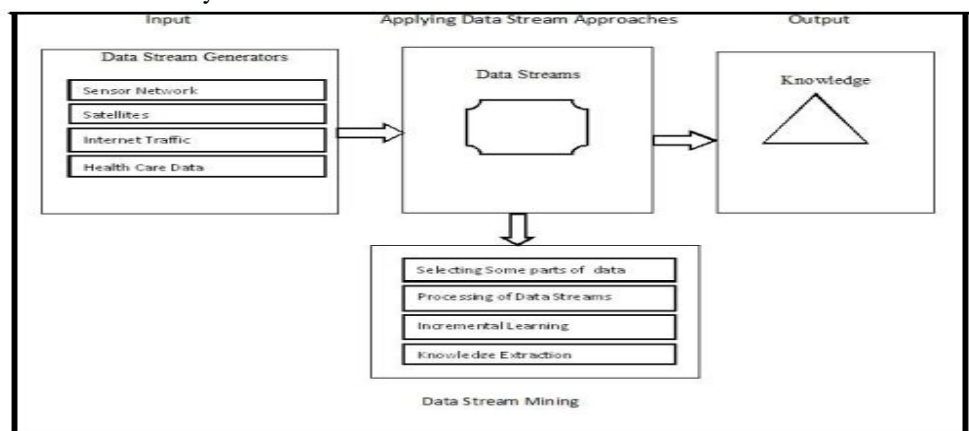 Input
Applying Data Stream Approaches
Output
Data Stream Generators
Sensor Network
Satellites
Internet Traffic
Health Care Data
Data Streams
Knowledge
Selecting Some parts of data
Processing of Data Streams
Incremental Learning
Knowledge Extraction
Data Stream Mining